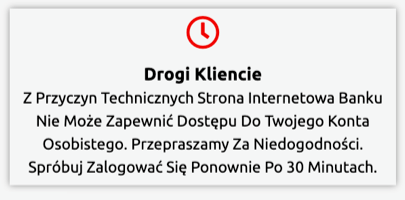 Drogi Kliencie
Z Przyczyn Technicznych Strona Internetowa Banku
Nie Może Zapewnić Dostępu Do Twojego Konta
Osobistego. Przepraszamy Za Niedogodności.
Spróbuj Zalogować Się Ponownie Po 30 Minutach.